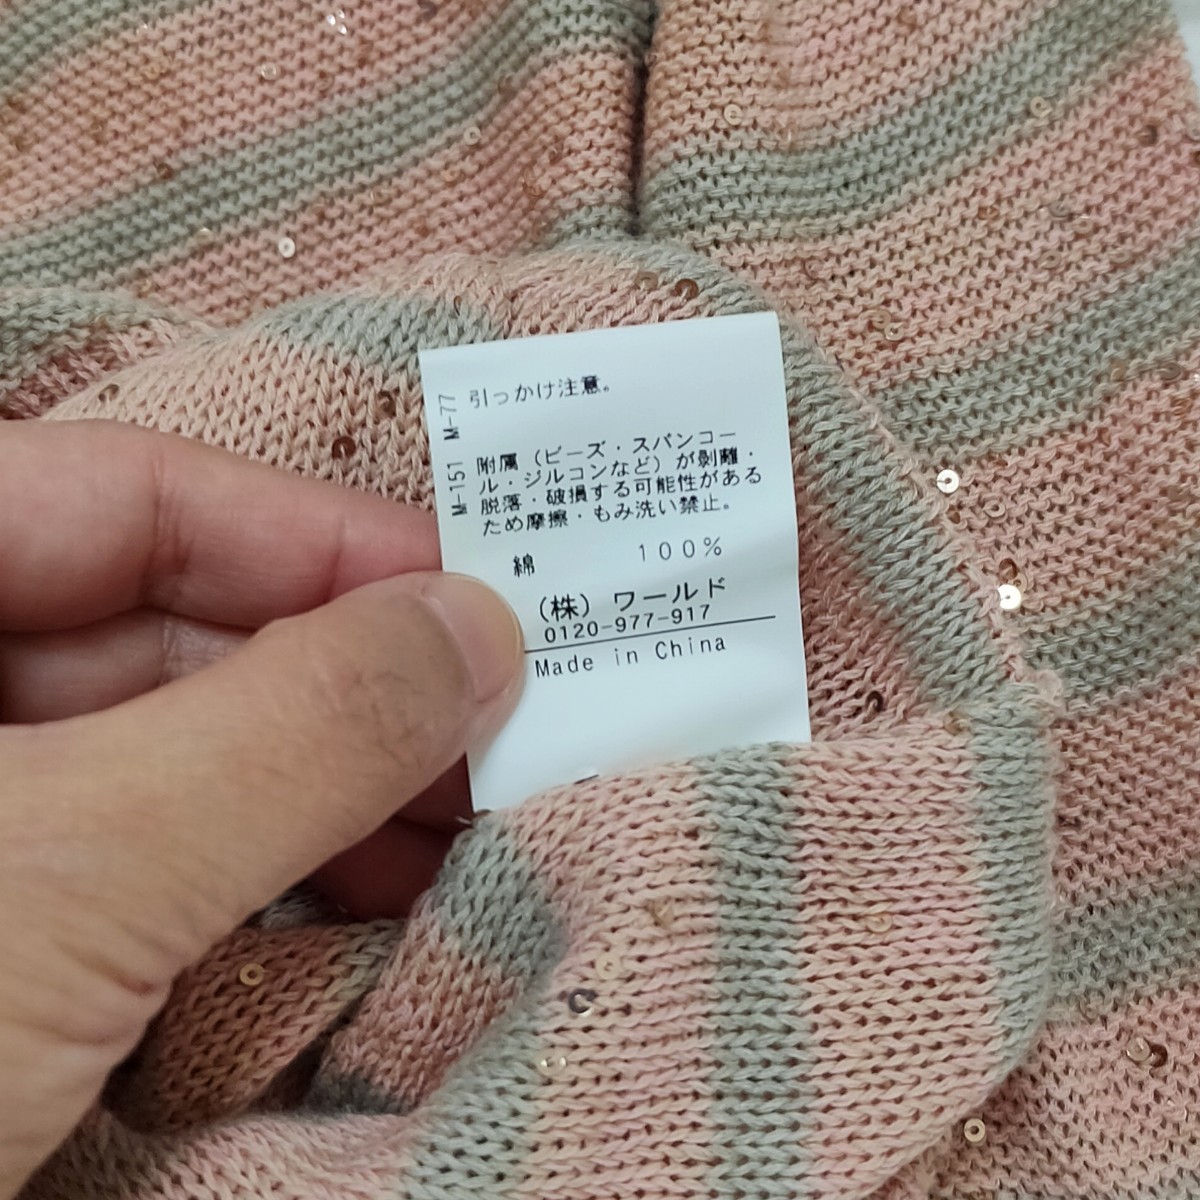 M-77 引っかけ注意。
M-151 附属（ビーズ・スパンコー
ル・ジルコンなど）が剥離・
脱落・破損する可能性がある
ため摩擦・もみ洗い禁止。
綿 100%
（株）ワールド
0120-977-917
Made in China